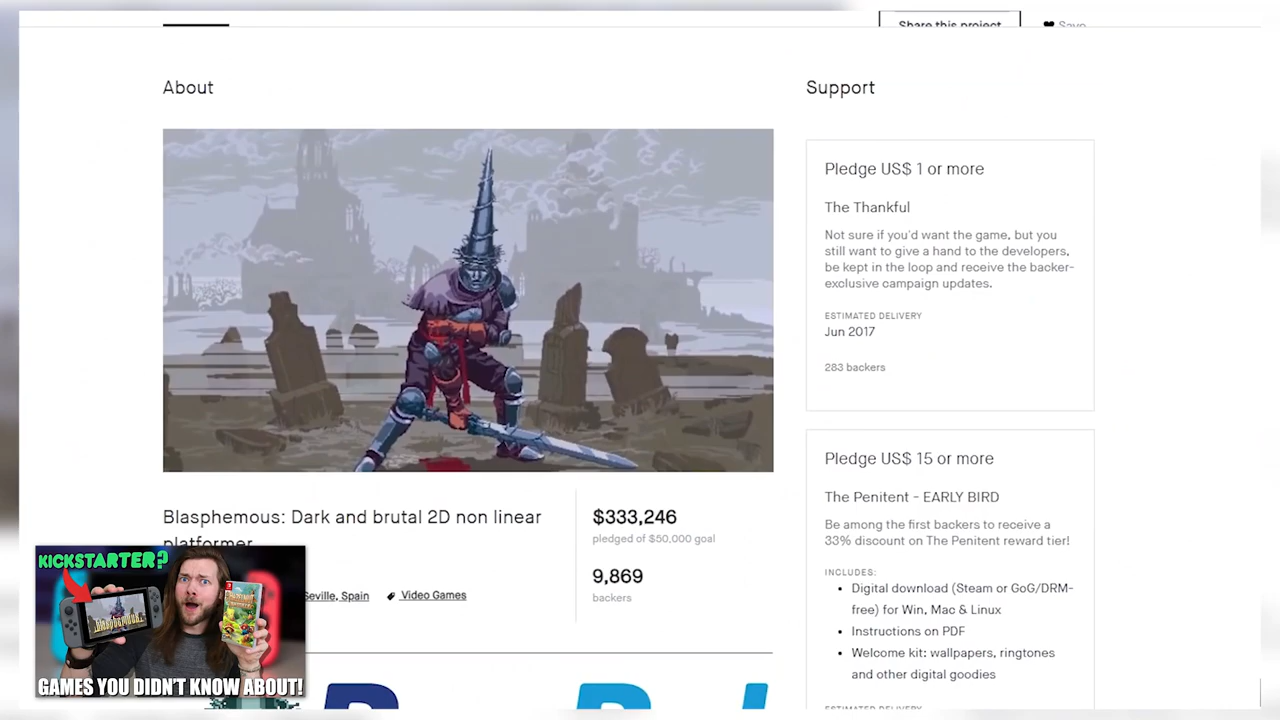 Share this project
Save
About
Support
Pledge US$ 1 or more
The Thankful
Not sure if you'd want the game, but you
still want to give a hand to the developers,
be kept in the loop and receive the backer-
exclusive campaign updates.
ESTIMATED DELIVERY
Jun 2017
283 backers
Pledge US$ 15 or more
The Penitent - EARLY BIRD
Be among the first backers to receive a
33% discount on The Penitent reward tier!
INCLUDES:
• Digital download (Steam or GoG/DRM-
free) for Win, Mac & Linux
• Instructions on PDF
• Welcome kit: wallpapers, ringtones
and other digital goodies
ESTIMATED DELIVERY
Blasphemous: Dark and brutal 2D non linear
platformer
$333,246
pledged of $50,000 goal
9,869
backers
Seville, Spain
Video Games
KICKSTARTER?
GAMES YOU DIDN'T KNOW ABOUT!